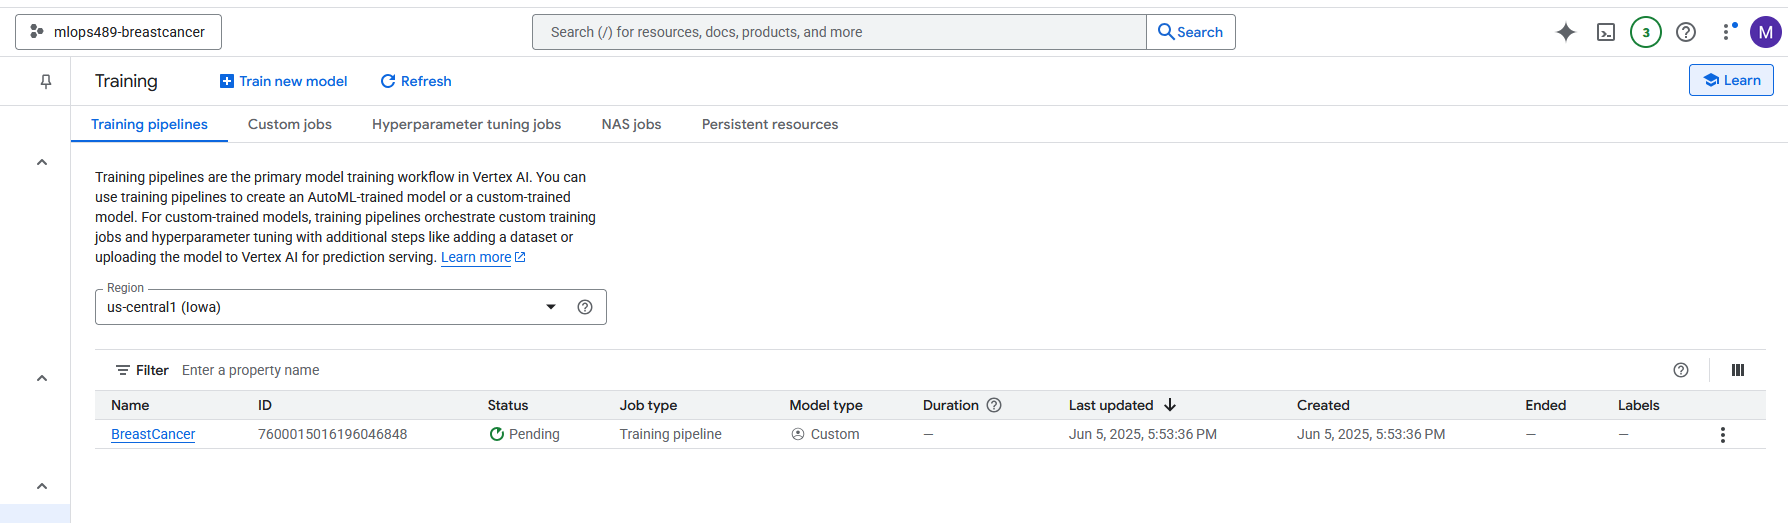 mlops489-breastcancer
Search (/) for resources, docs, products, and more
Search
3
M
Training
Train new model
Refresh
Learn
Training pipelines
Custom jobs
Hyperparameter tuning jobs
NAS jobs
Persistent resources
Training pipelines are the primary model training workflow in Vertex AI. You can
use training pipelines to create an AutoML-trained model or a custom-trained
model. For custom-trained models, training pipelines orchestrate custom training
jobs and hyperparameter tuning with additional steps like adding a dataset or
uploading the model to Vertex AI for prediction serving. Learn more
Region
us-central1 (Iowa)
Filter Enter a property name
Name ID Status Job type Model type Duration Last updated Created Ended Labels
BreastCancer 7600015016196046848 Pending Training pipeline Custom — Jun 5, 2025, 5:53:36 PM Jun 5, 2025, 5:53:36 PM — —